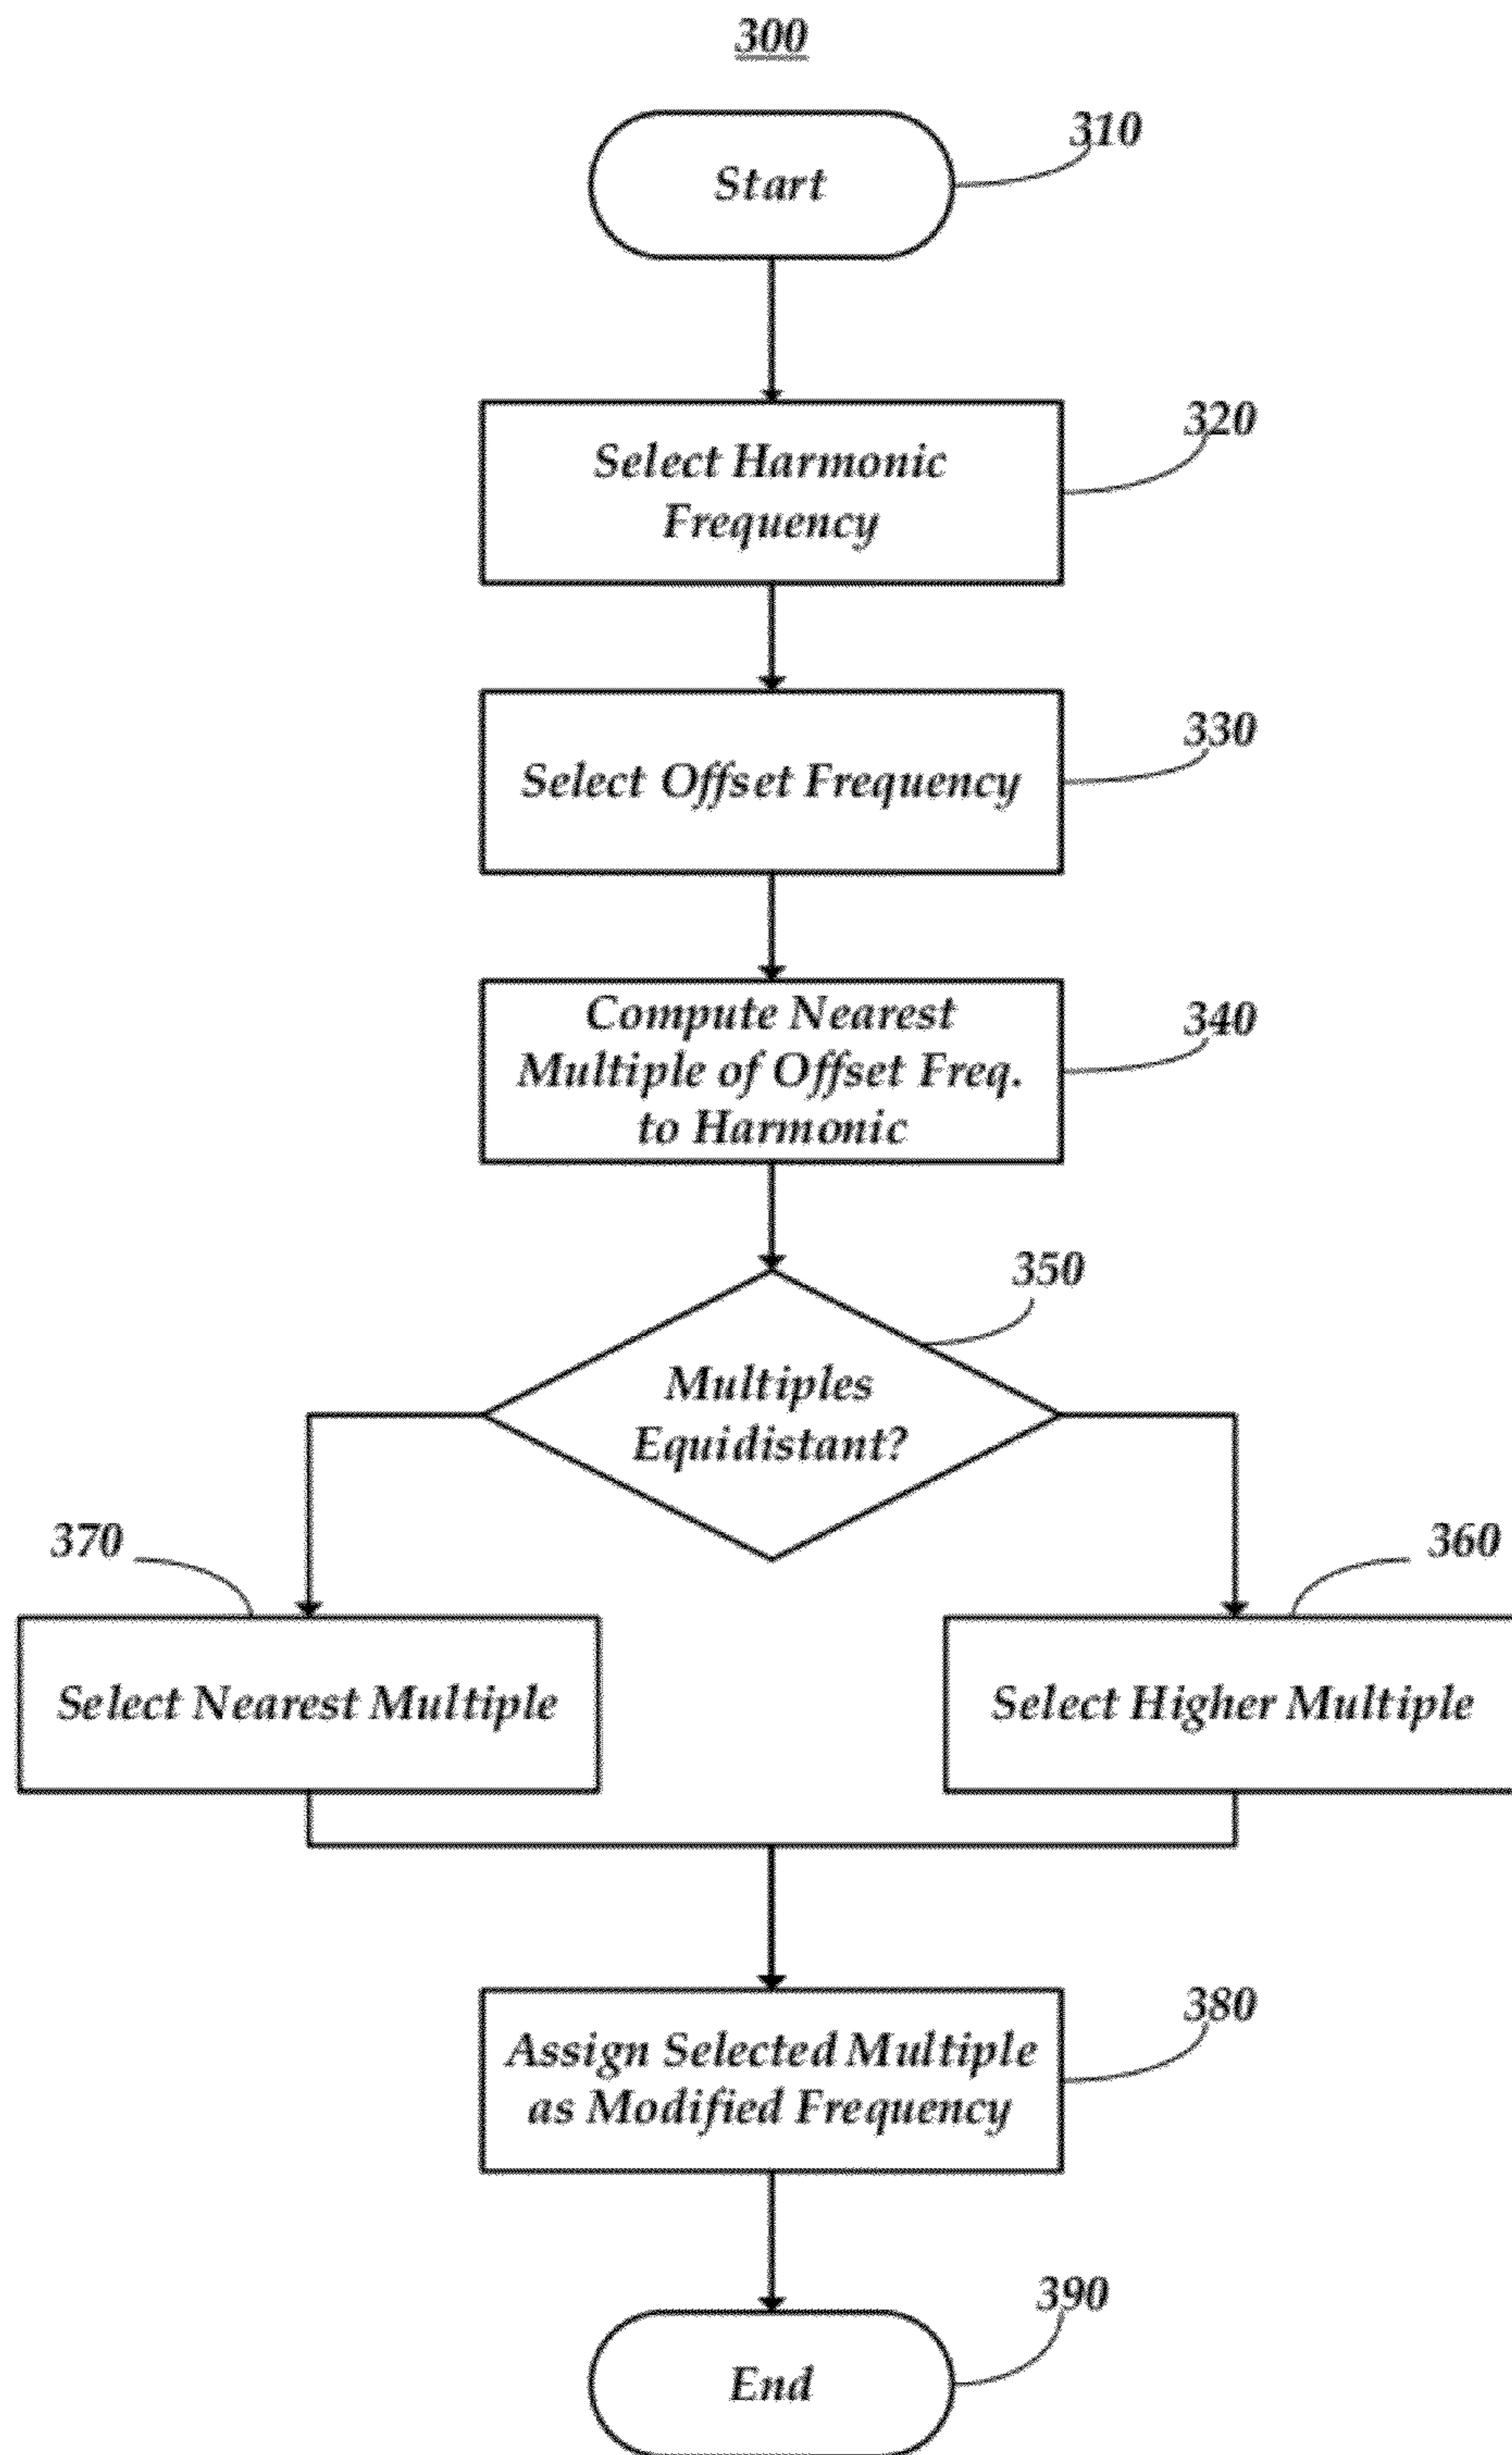 300
310
Start
320
Select Harmonic
Frequency
330
Select Offset Frequency
340
Compute Nearest
Multiple of Offset Freq.
to Harmonic
350
Multiples
Equidistant?
370
360
Select Nearest Multiple
Select Higher Multiple
380
Assign Selected Multiple
as Modified Frequency
390
End